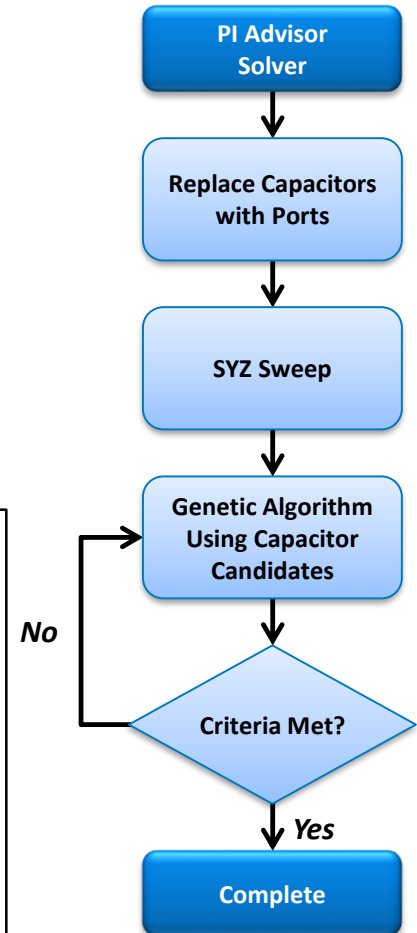 PI Advisor
Solver
Replace Capacitors
with Ports
SYZ Sweep
Genetic Algorithm
Using Capacitor
Candidates
No
Criteria Met?
Yes
Complete